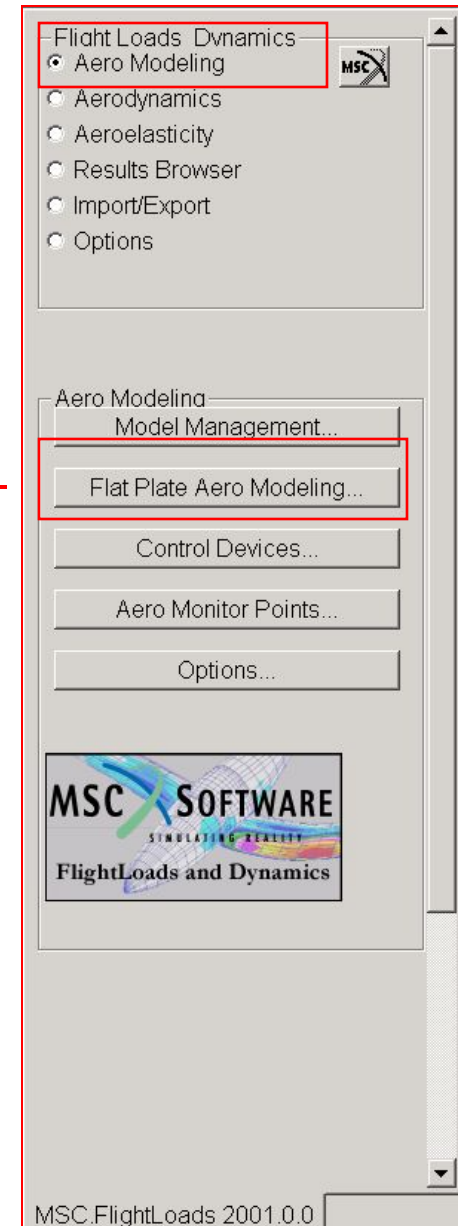 Flight Loads Dynamics
Aero Modeling
MSC
Aerodynamics
Aeroelasticity
Results Browser
Import/Export
Options
Aero Modeling
Model Management...
Flat Plate Aero Modeling...
Control Devices...
Aero Monitor Points...
Options...
MSC SOFTWARE
SIMULATING REALITY
FlightLoads and Dynamics
MSC.FlightLoads 2001.0.0